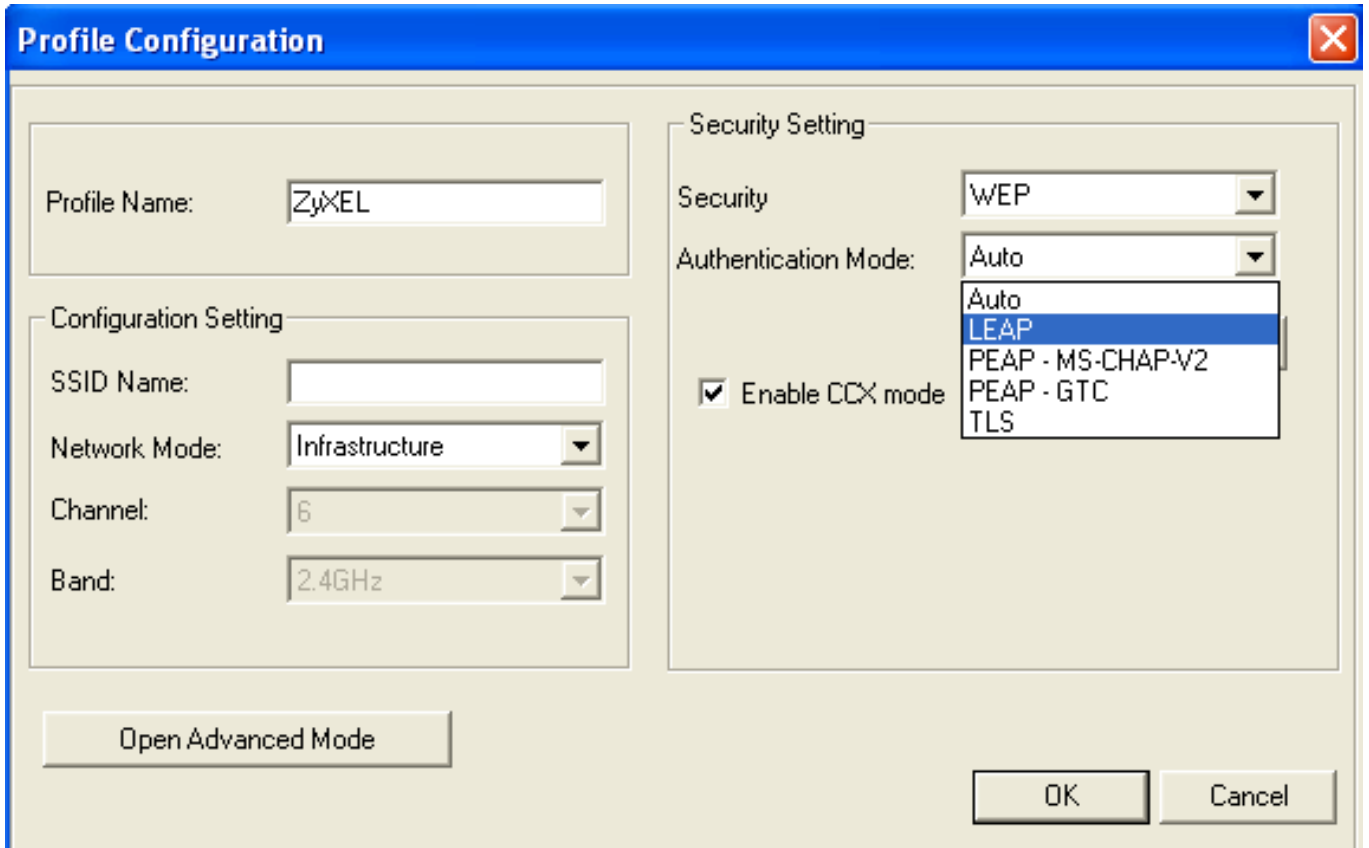 Profile Configuration
Profile Name:
ZyXEL
Configuration Setting
SSID Name:
Network Mode:
Infrastructure
Channel:
6
Band:
2.4GHz
Open Advanced Mode
Security Setting
Security
WEP
Authentication Mode:
Auto
Auto
LEAP
PEAP - MS-CHAP-V2
PEAP - GTC
TLS
Enable CCX mode
OK
Cancel